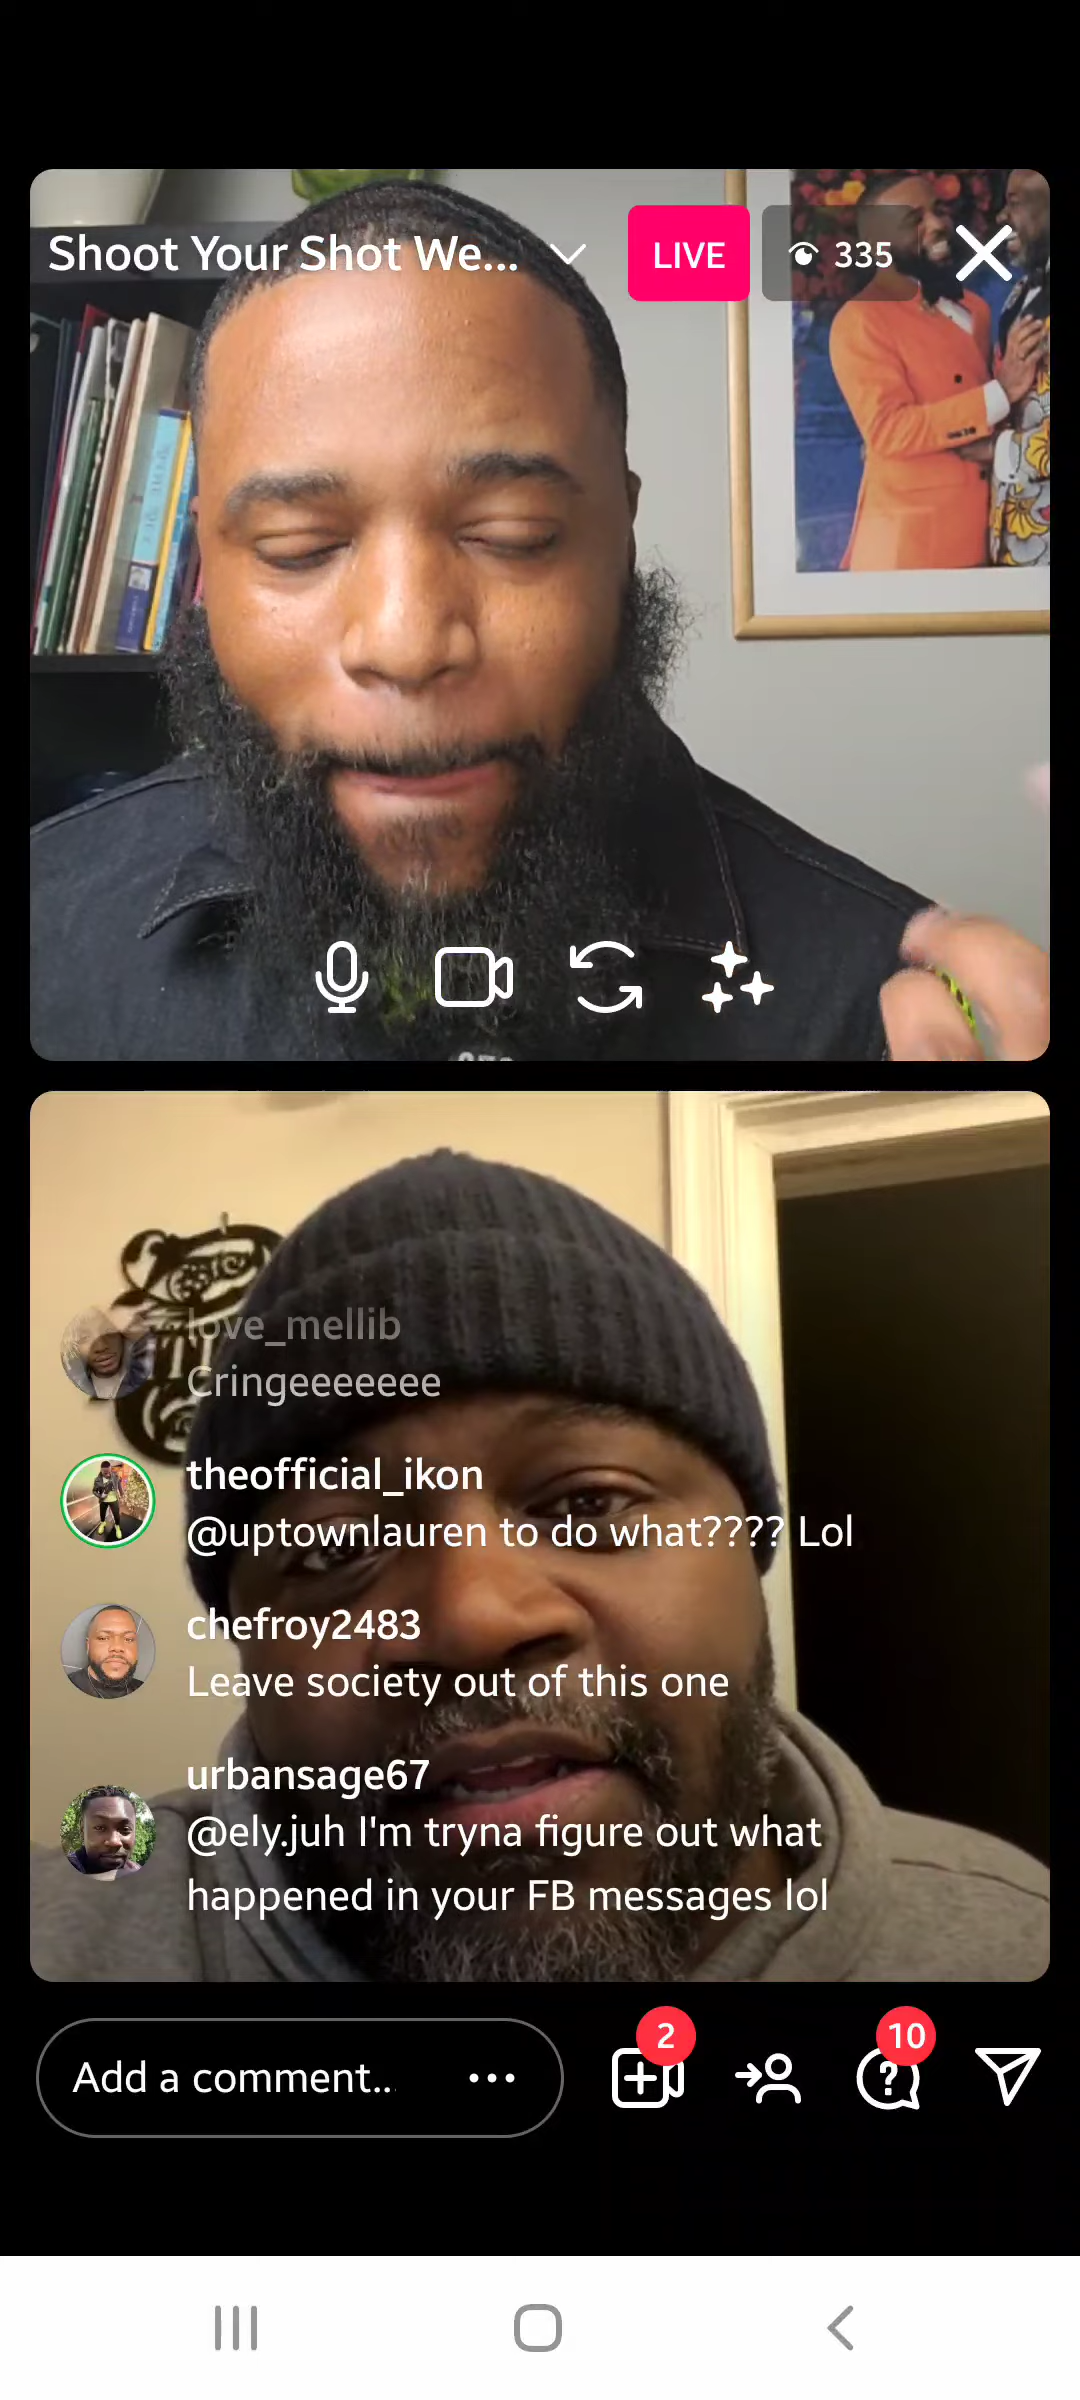 Shoot Your Shot We...
LIVE
335
love_mellib
Cringeeeeeee
theofficial_ikon
@uptownlauren to do what???? Lol
chefroy2483
Leave society out of this one
urbansage67
@ely.juh I'm tryna figure out what
happened in your FB messages lol
Add a comment...
2
10